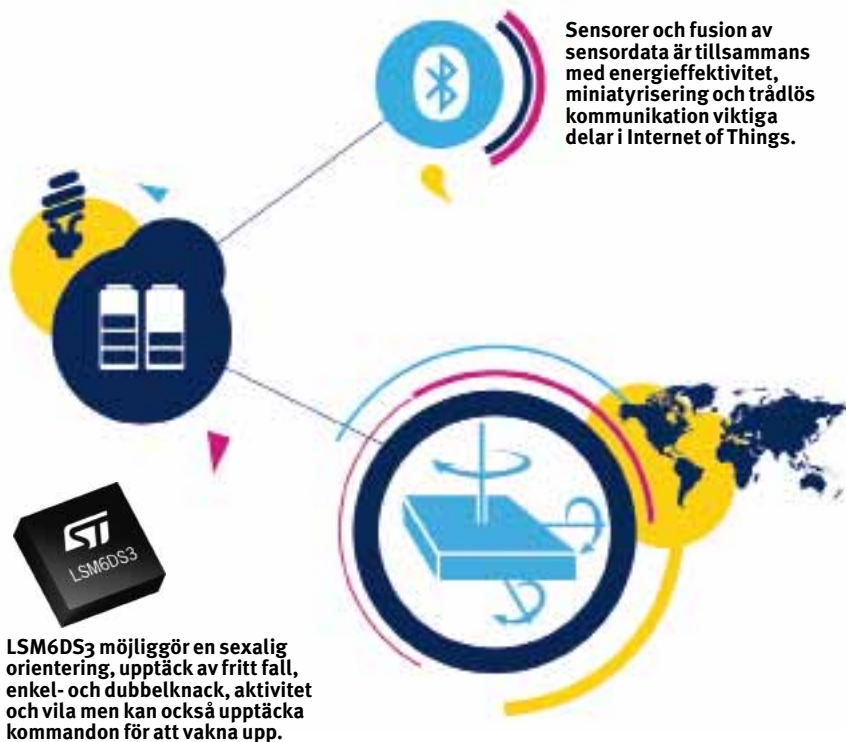 Sensorer och fusion av
sensordata är tillsammans
med energieffektivitet,
miniatyrisering och trådlös
kommunikation viktiga
delar i Internet of Things.
ST
LSM6DS3
LSM6DS3 möjliggör en sexalig
orientering, upptäck av fritt fall,
enkel- och dubbelknack, aktivitet
och vila men kan också upptäcka
kommandon för att vakna upp.